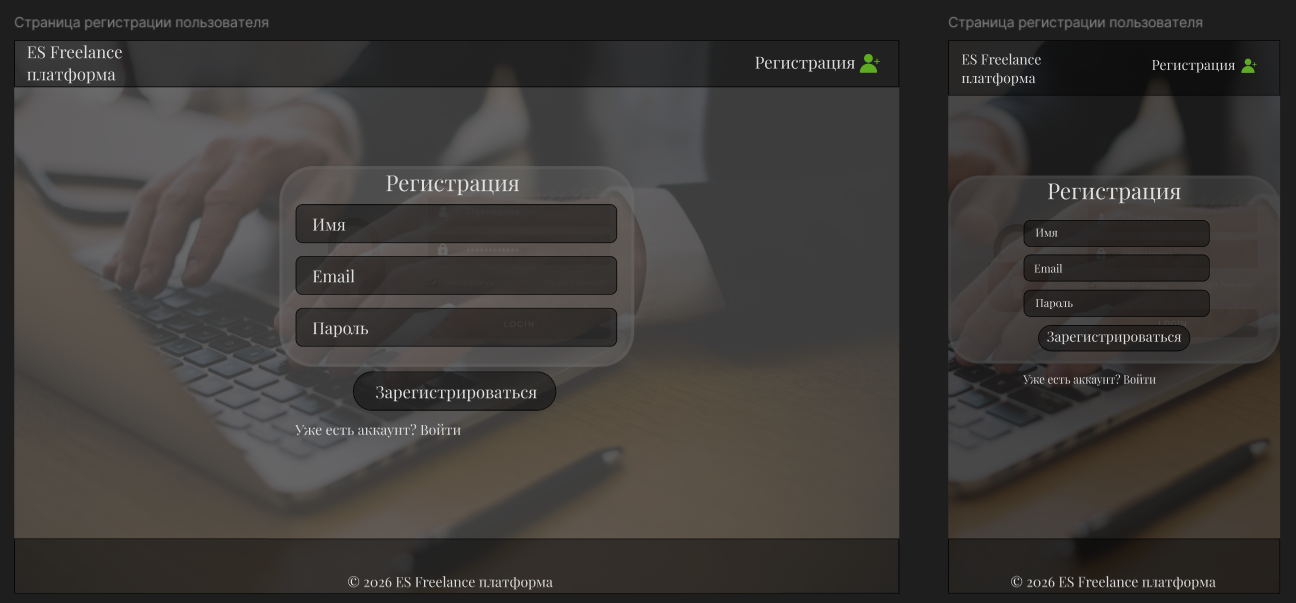 Страница регистрации пользователя
ES Freelance
платформа
Регистрация
Регистрация
Имя
Email
Пароль
LOGIN
Зарегистрироваться
Уже есть аккаунт? Войти
© 2026 ES Freelance платформа
Страница регистрации пользователя
ES Freelance
платформа
Регистрация
Регистрация
Имя
Email
Пароль
Зарегистрироваться
Уже есть аккаунт? Войти
© 2026 ES Freelance платформа